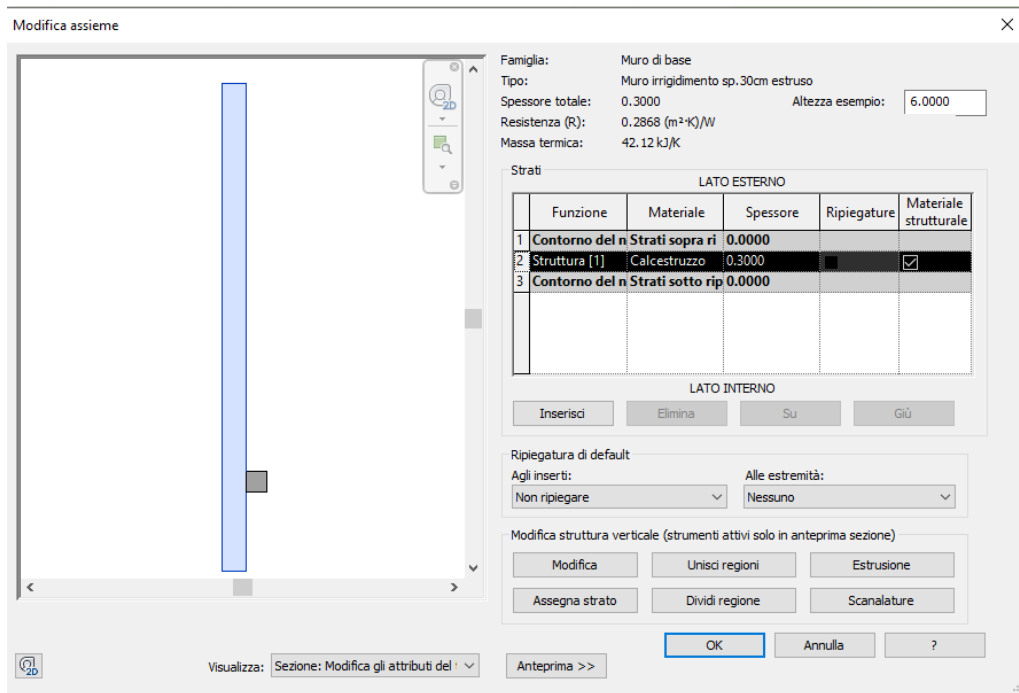 Modifica assieme
2D
Famiglia: Muro di base
Tipo: Muro irrigidimento sp.30cm estruso
Spessore totale: 0.3000 Altezza esempio: 6.0000
Resistenza (R): 0.2868 (m²·K)/W
Massa termica: 42.12 kJ/K
Strati
LATO ESTERNO
Funzione Materiale Spessore Ripiegature Materiale strutturale
1 Contorno del n Strati sopra ri 0.0000
2 Struttura [1] Calcestruzzo 0.3000
3 Contorno del n Strati sotto rip 0.0000
LATO INTERNO
Inserisci Elimina Su Giù
Ripiegatura di default
Agli inserti: Alle estremità:
Non ripiegare Nessuno
Modifica struttura verticale (strumenti attivi solo in anteprima sezione)
Modifica Unisci regioni Estrusione
Assegna strato Dividi regione Scanalature
OK Annulla ?
2D
Visualizza: Sezione: Modifica gli attributi del Anteprima >>